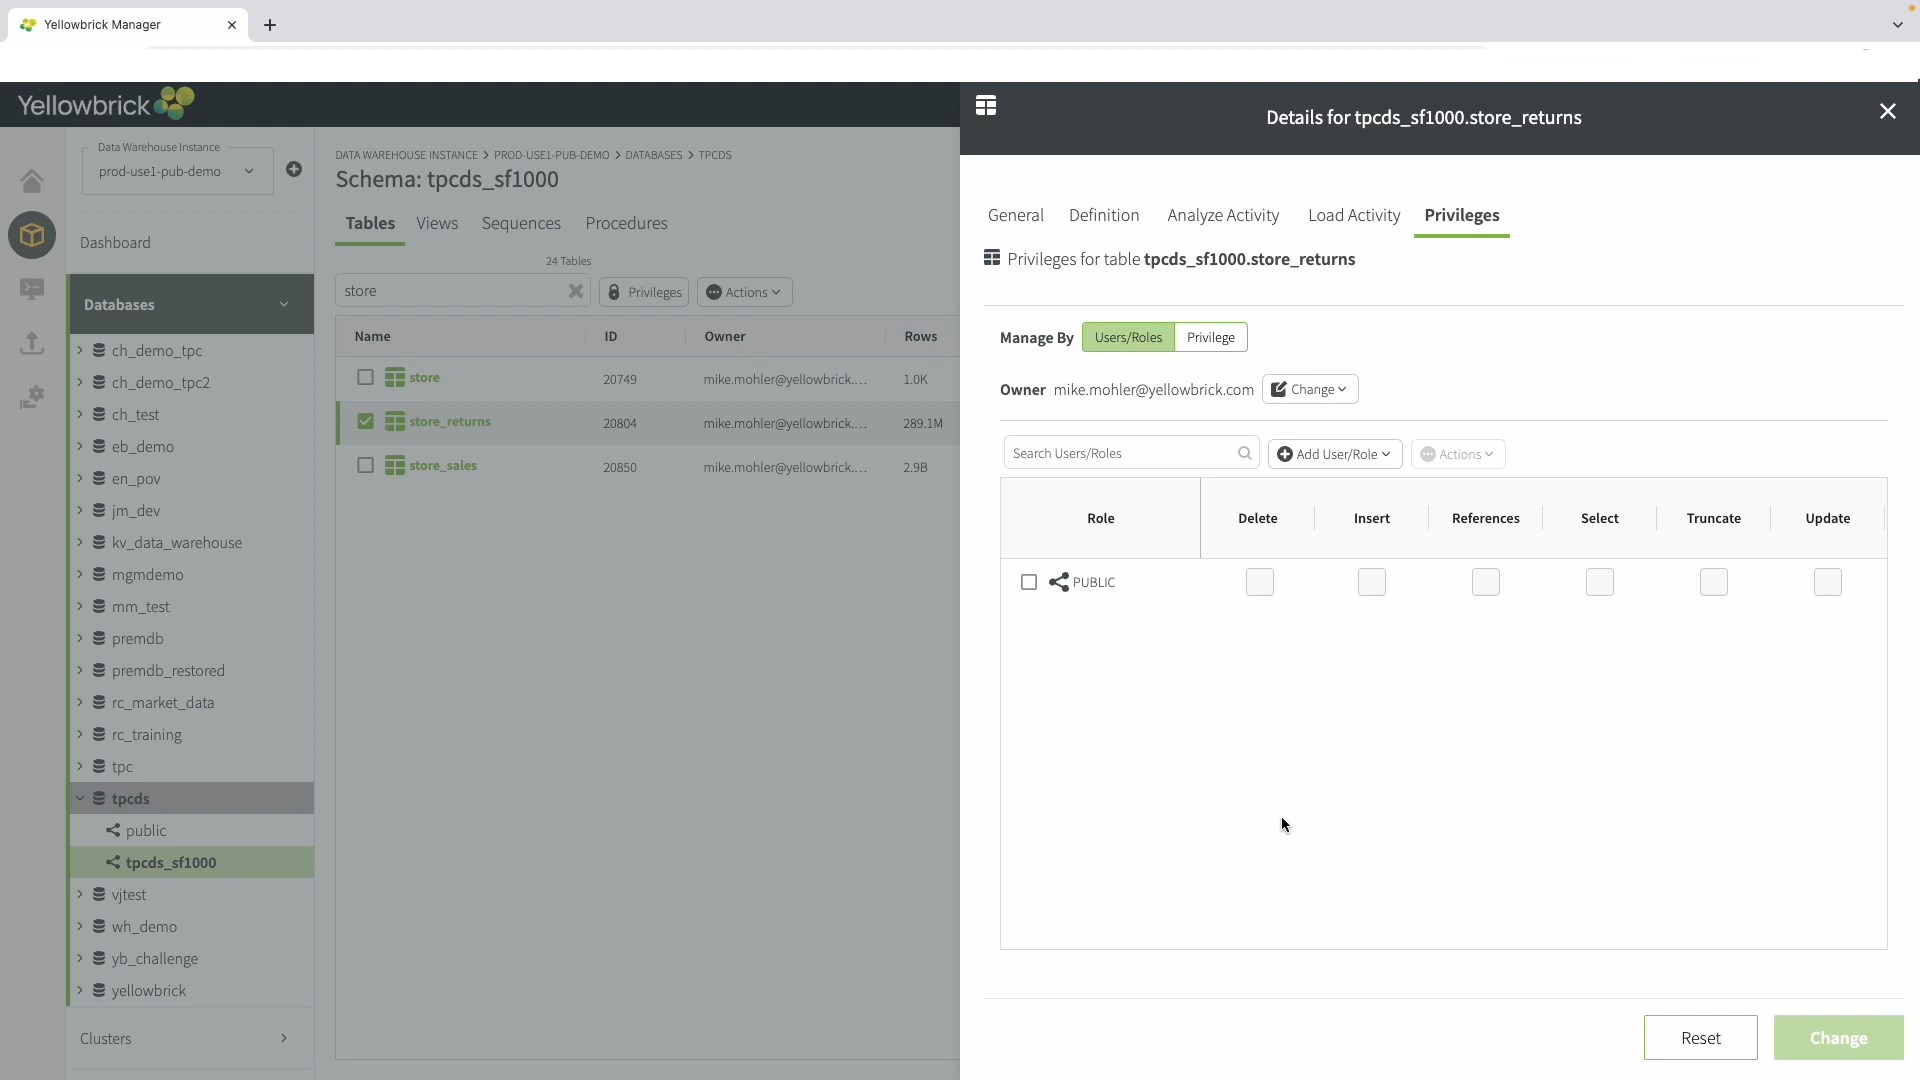 Yellowbrick Manager
Yellowbrick
Data Warehouse Instance
prod-use1-pub-demo
Dashboard
Databases
ch_demo_tpc
ch_demo_tpc2
ch_test
eb_demo
en_pov
jm_dev
kv_data_warehouse
mgmdemo
mm_test
premdb
premdb_restored
rc_market_data
rc_training
tpc
tpcds
public
tpcds_sf1000
vjtest
wh_demo
yb_challenge
yellowbrick
Clusters
DATA WAREHOUSE INSTANCE > PROD-USE1-PUB-DEMO > DATABASES > TPCDS
Schema: tpcds_sf1000
Tables Views Sequences Procedures
24 Tables
store Privileges Actions
Name ID Owner Rows
store 20749 mike.mohler@yellowbrick.... 1.0K
store_returns 20804 mike.mohler@yellowbrick.... 289.1M
store_sales 20850 mike.mohler@yellowbrick.... 2.9B
Details for tpcds_sf1000.store_returns
General Definition Analyze Activity Load Activity Privileges
Privileges for table tpcds_sf1000.store_returns
Manage By Users/Roles Privilege
Owner mike.mohler@yellowbrick.com Change
Search Users/Roles Add User/Role Actions
Role Delete Insert References Select Truncate Update
PUBLIC
Reset Change